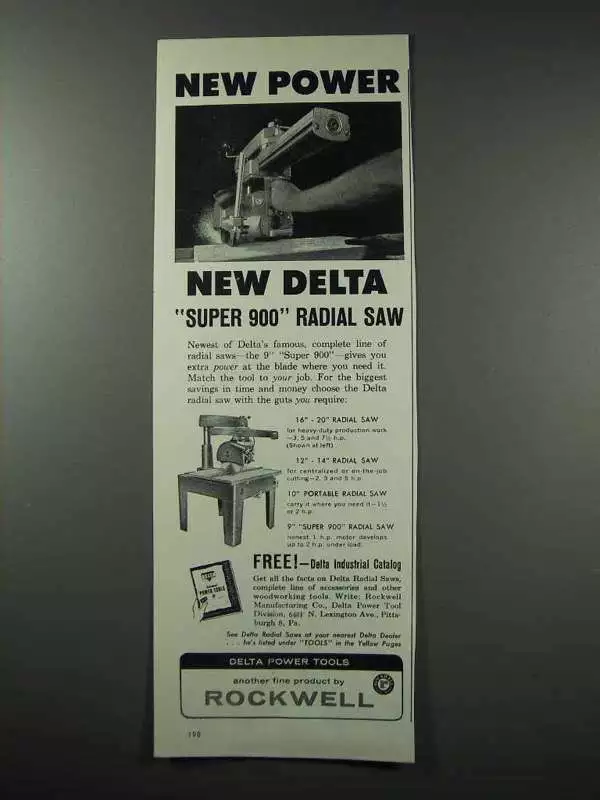 NEW POWER
NEW DELTA
"SUPER 900" RADIAL SAW
Newest of Delta's famous, complete line of
radial saws—the 9" "Super 900"—gives you
extra power at the blade where you need it.
Match the tool to your job. For the biggest
savings in time and money choose the Delta
radial saw with the guts you require:
16" - 20" RADIAL SAW
for heavy-duty production work
—3, 5 and 7½ h.p.
(Shown at left)
12" - 14" RADIAL SAW
for centralized or on-the-job
cutting—2, 3 and 5 h.p.
10" PORTABLE RADIAL SAW
carry it where you need it—1½
or 2 h.p.
9" "SUPER 900" RADIAL SAW
honest 1 h.p. motor develops
up to 2 h.p. under load.
FREE!—Delta Industrial Catalog
Get all the facts on Delta Radial Saws,
complete line of accessories and other
woodworking tools. Write: Rockwell
Manufacturing Co., Delta Power Tool
Division, N. Lexington Ave., Pitts-
burgh 8, Pa.
POWER TOOLS
See Delta Radial Saws at your nearest Delta Dealer
. . . he's listed under "TOOLS" in the Yellow Pages
DELTA POWER TOOLS
another fine product by
ROCKWELL
198